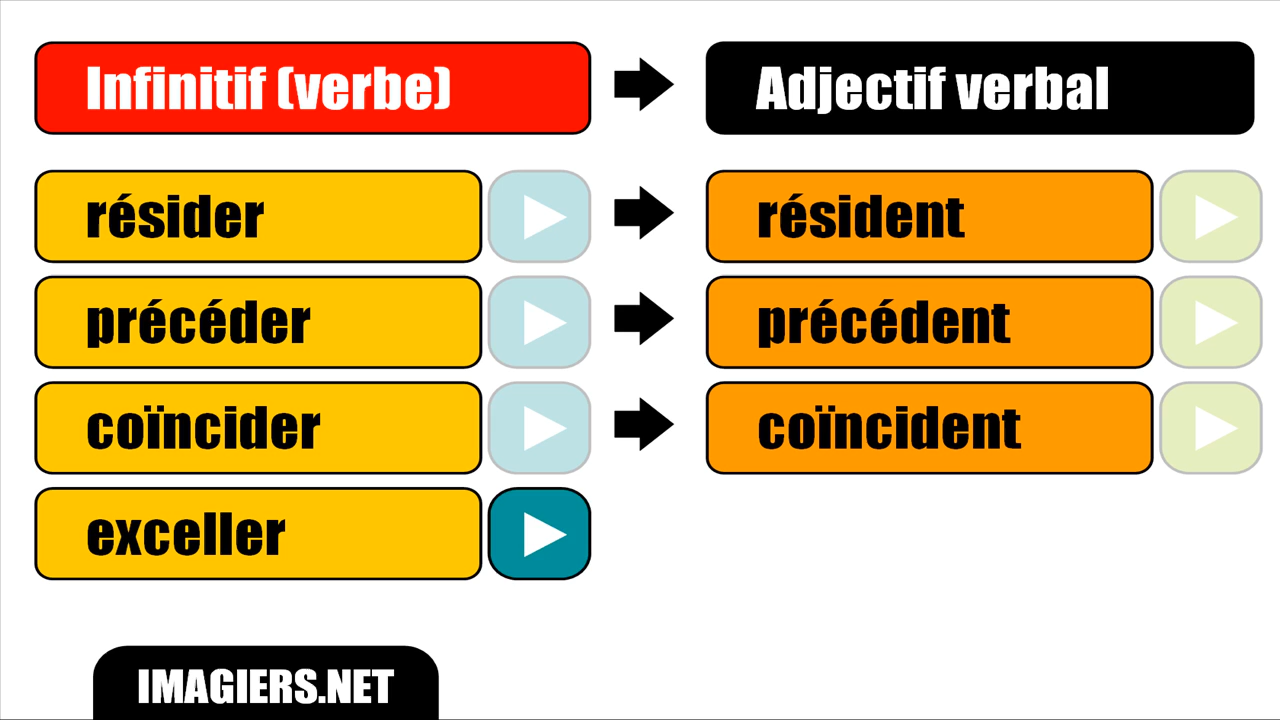 Infinitif (verbe) Adjectif verbal
résider résident
précéder précédent
coïncider coïncident
exceller
IMAGIERS.NET